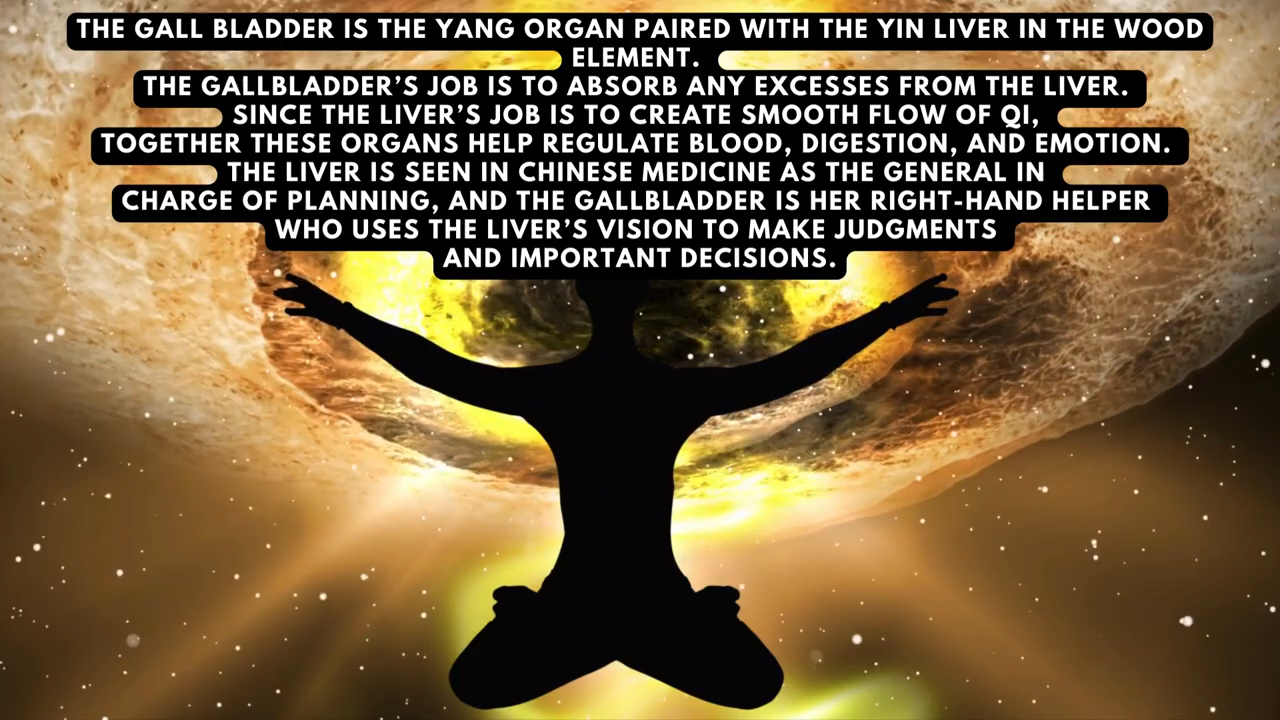 THE GALL BLADDER IS THE YANG ORGAN PAIRED WITH THE YIN LIVER IN THE WOOD
ELEMENT.
THE GALLBLADDER’S JOB IS TO ABSORB ANY EXCESSES FROM THE LIVER.
SINCE THE LIVER’S JOB IS TO CREATE SMOOTH FLOW OF QI,
TOGETHER THESE ORGANS HELP REGULATE BLOOD, DIGESTION, AND EMOTION.
THE LIVER IS SEEN IN CHINESE MEDICINE AS THE GENERAL IN
CHARGE OF PLANNING, AND THE GALLBLADDER IS HER RIGHT-HAND HELPER
WHO USES THE LIVER’S VISION TO MAKE JUDGMENTS
AND IMPORTANT DECISIONS.